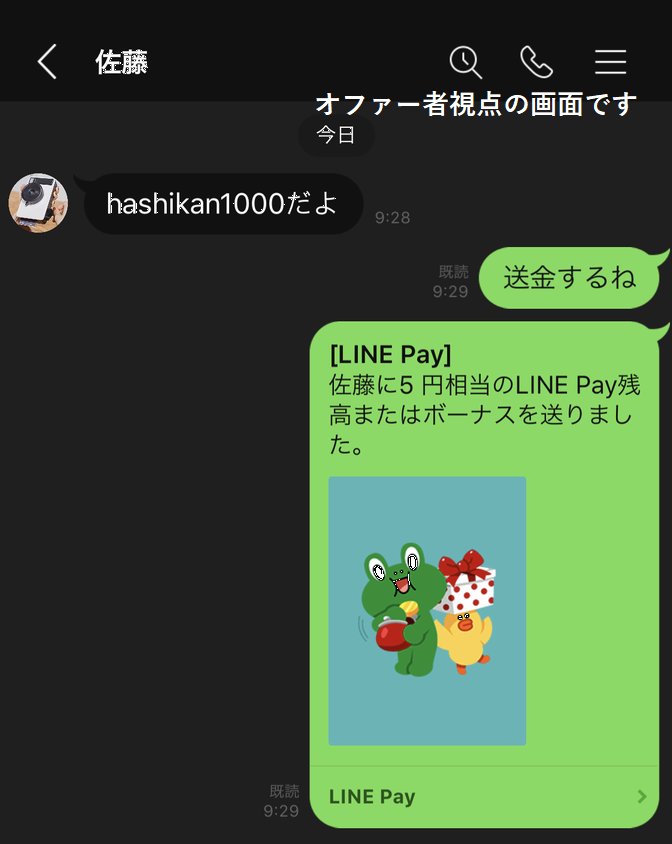 佐藤
オファー者視点の画面です
今日
hashikan1000だよ
9:28
送金するね
既読
9:29
[LINE Pay]
佐藤に5 円相当のLINE Pay残
高またはボーナスを送りまし
た。
LINE Pay
既読
9:29